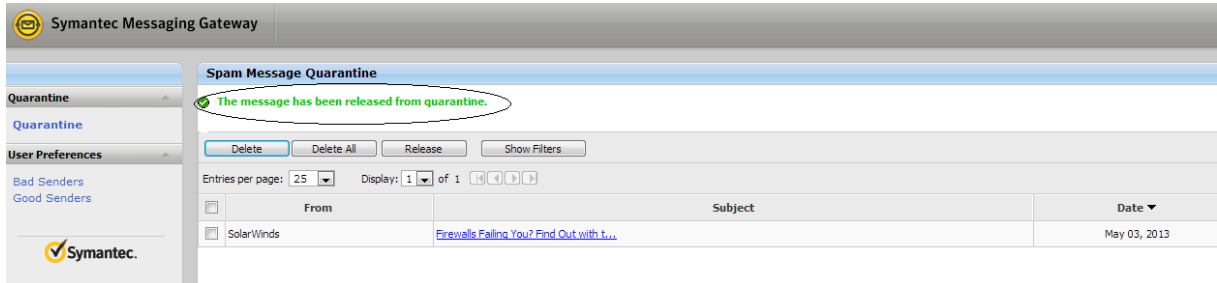 Symantec Messaging Gateway
Spam Message Quarantine
Quarantine
The message has been released from quarantine.
Quarantine
User Preferences
Delete Delete All Release Show Filters
Bad Senders
Good Senders
Entries per page: 25 Display: 1 of 1
From Subject Date
SolarWinds Firewalls Failing You? Find Out with t... May 03, 2013
Symantec.